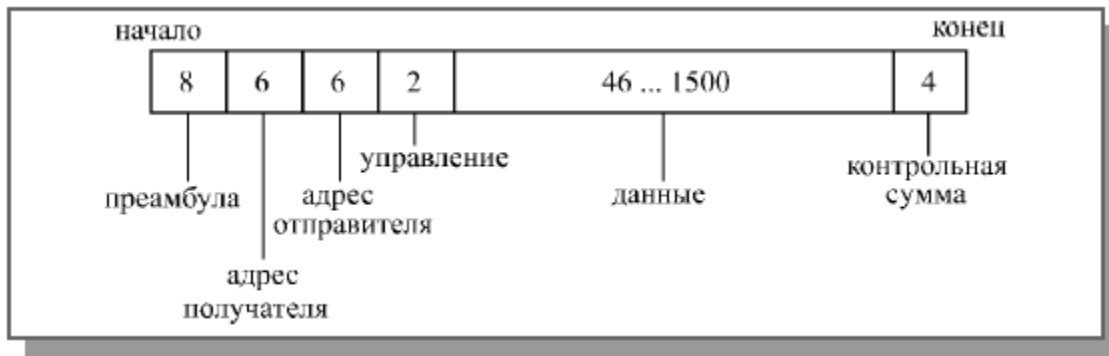 начало
конец
8
6
6
2
46 ... 1500
4
управление
преамбула
адрес
отправителя
данные
контрольная
сумма
адрес
получателя